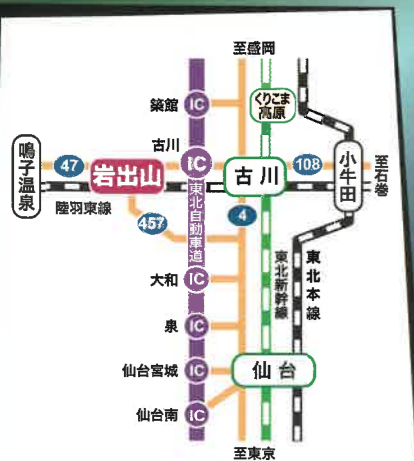 至盛岡
築館
IC
くりこま
高原
古川
IC
鳴子温泉
47
岩出山
古川
108
小牛田
至石巻
陸羽東線
457
東北自動車道
4
東北新幹線
東北本線
大和
IC
泉
IC
仙台宮城
IC
仙台
仙台南
IC
至東京